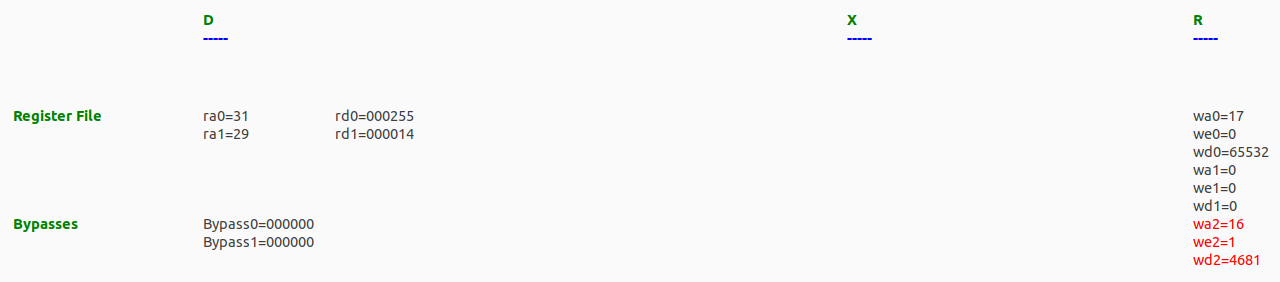 D X R
----- ----- -----
Register File ra0=31 rd0=000255 wa0=17
ra1=29 rd1=000014 we0=0
wd0=65532
wa1=0
we1=0
wd1=0
Bypasses Bypass0=000000 wa2=16
Bypass1=000000 we2=1
wd2=4681